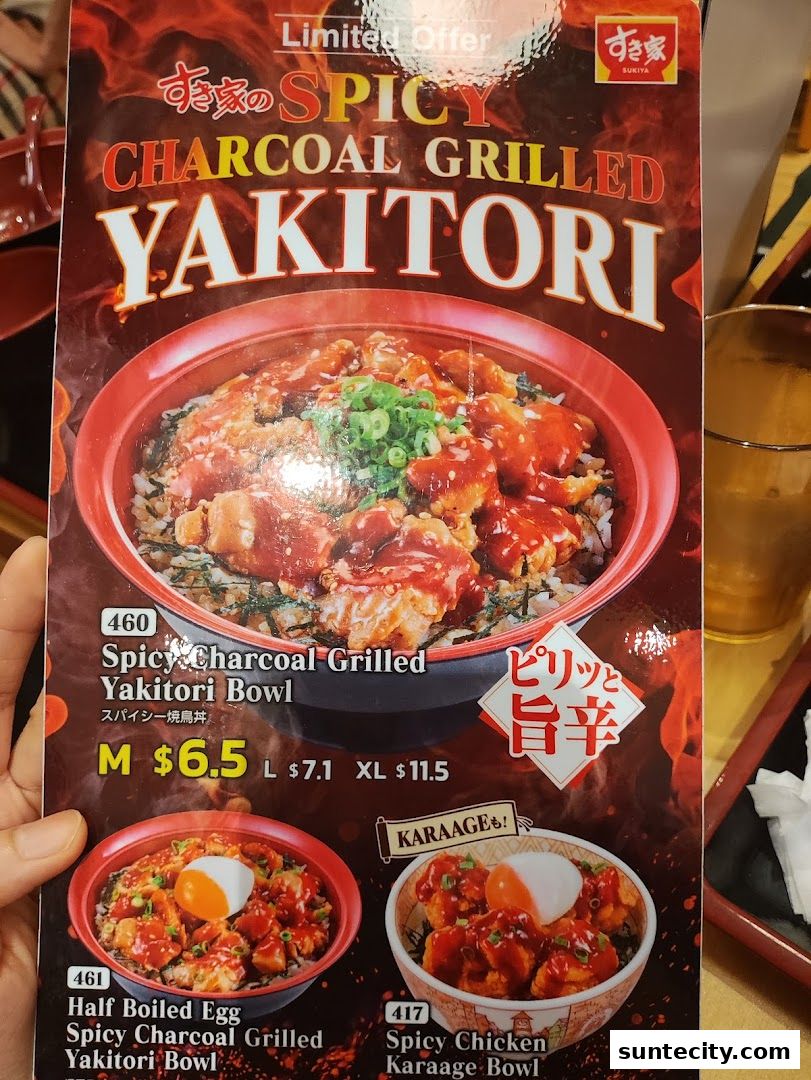 Limited Offer
すき家
SUKIYA
すき家の SPICY
CHARCOAL GRILLED
YAKITORI
460
Spicy Charcoal Grilled
Yakitori Bowl
スパイシー焼鳥丼
M $6.5 L $7.1 XL $11.5
ピリッと
旨辛
KARAAGEも!
461
Half Boiled Egg
Spicy Charcoal Grilled
Yakitori Bowl
417
Spicy Chicken
Karaage Bowl
suntecity.com